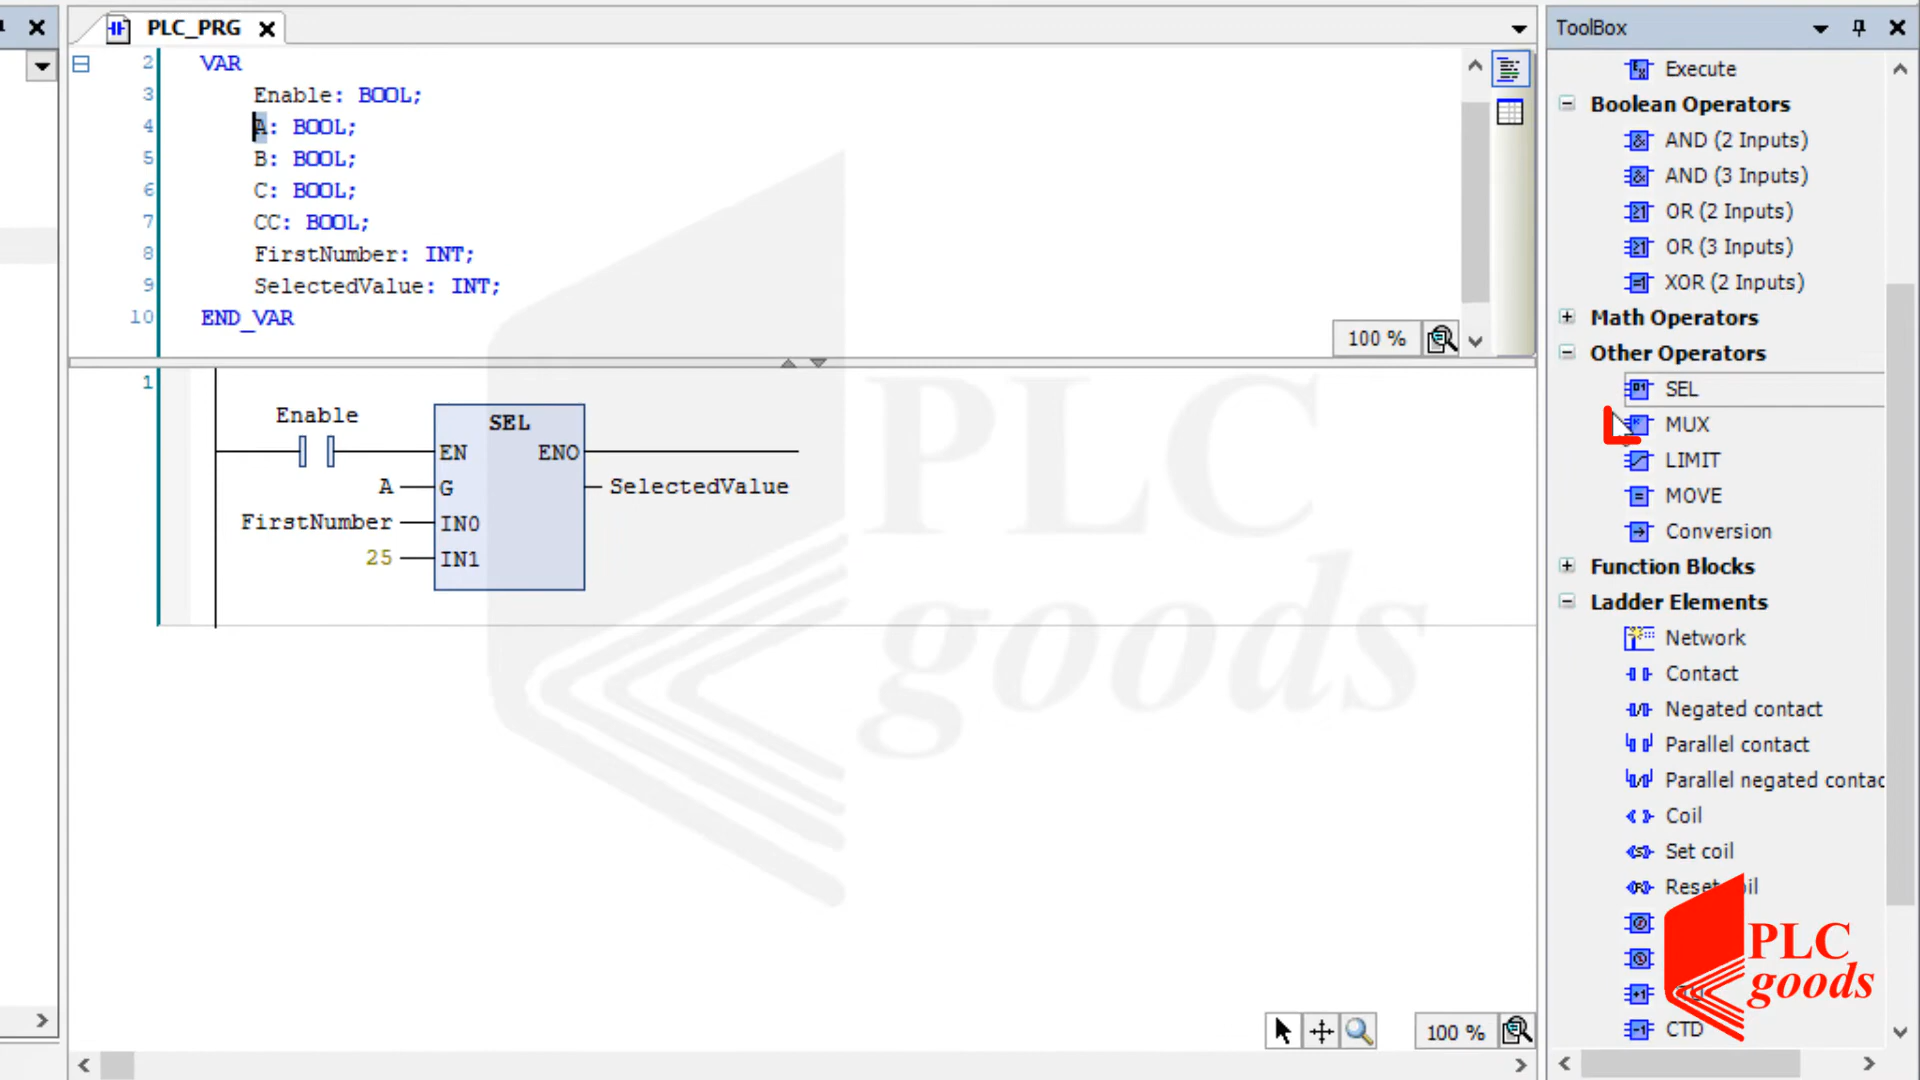 PLC_PRG
2 VAR
3 Enable: BOOL;
4 A: BOOL;
5 B: BOOL;
6 C: BOOL;
7 CC: BOOL;
8 FirstNumber: INT;
9 SelectedValue: INT;
10 END_VAR
100 %
1
Enable
SEL
EN ENO
A G SelectedValue
FirstNumber IN0
25 IN1
PLC
goods
100 %
ToolBox
Execute
Boolean Operators
AND (2 Inputs)
AND (3 Inputs)
OR (2 Inputs)
OR (3 Inputs)
XOR (2 Inputs)
Math Operators
Other Operators
SEL
MUX
LIMIT
MOVE
Conversion
Function Blocks
Ladder Elements
Network
Contact
Negated contact
Parallel contact
Parallel negated contac
Coil
Set coil
CTD
PLC
goods